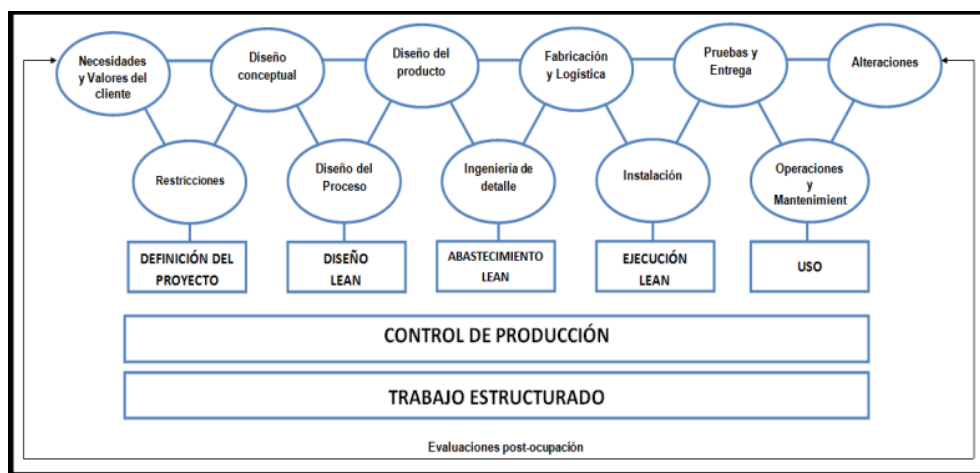 Necesidades
y Valores del
cliente
Diseño
conceptual
Diseño del
producto
Fabricación
y Logística
Pruebas y
Entrega
Alteraciones
Restricciones
Diseño del
Proceso
Ingeniería de
detalle
Instalación
Operaciones
y
Mantenimient
DEFINICIÓN DEL
PROYECTO
DISEÑO
LEAN
ABASTECIMIENTO
LEAN
EJECUCIÓN
LEAN
USO
CONTROL DE PRODUCCIÓN
TRABAJO ESTRUCTURADO
Evaluaciones post-ocupación